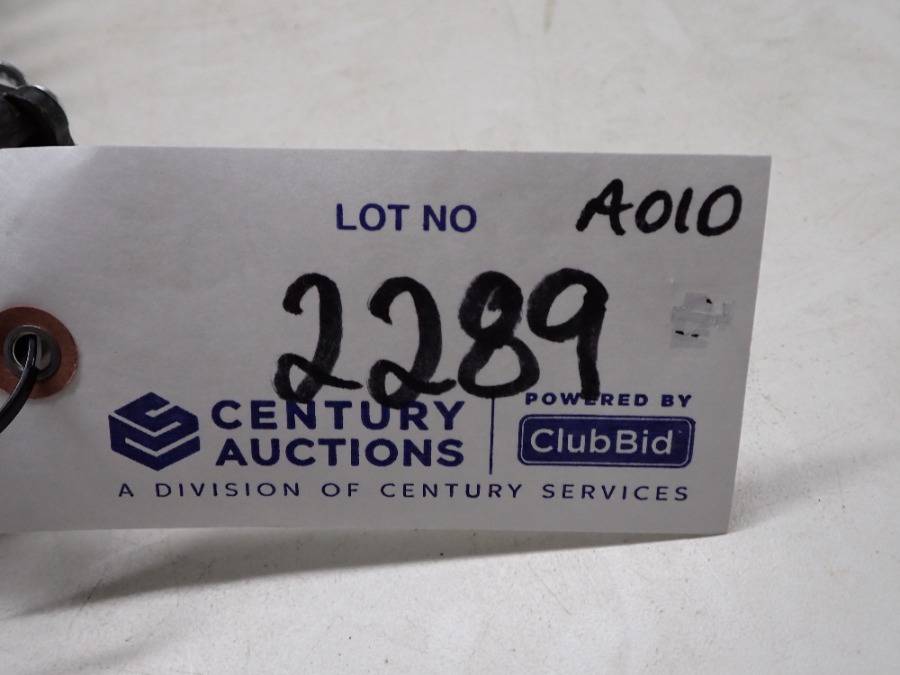 LOT NO A010
2289
CENTURY AUCTIONS
POWERED BY
ClubBid
A DIVISION OF CENTURY SERVICES